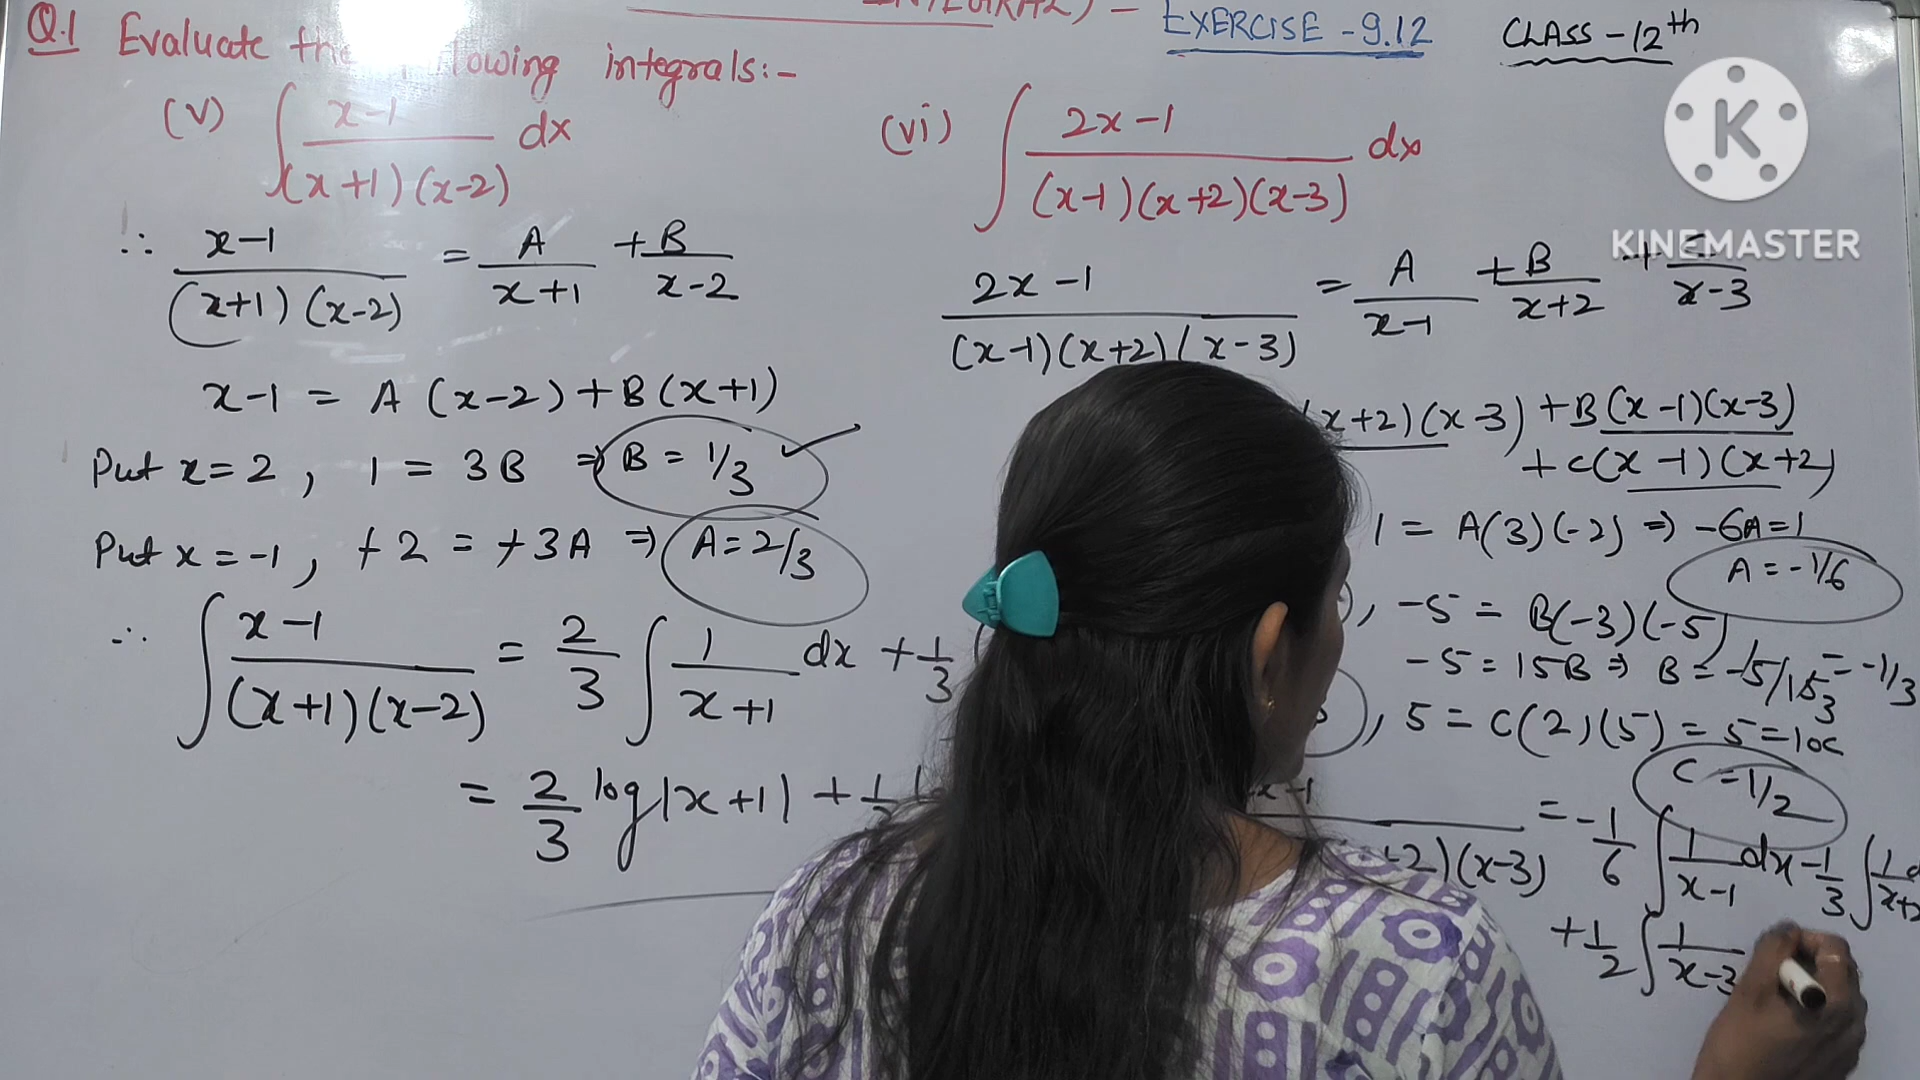 EXERCISE - 9.12 CLASS - 12th
Q.1 Evaluate the lowing integrals:-
(v) ∫ x-1/(x+1)(x-2) dx
∴ x-1/(x+1)(x-2) = A/x+1 + B/x-2
x-1 = A(x-2)+B(x+1)
Put x=2, 1 = 3B ⇒ B = 1/3 ✓
Put x=-1, +2 = +3A ⇒ A=2/3
∴ ∫ x-1/(x+1)(x-2) = 2/3 ∫ 1/x+1 dx + 1/3
= 2/3 log|x+1| +
(vi) ∫ 2x-1/(x-1)(x+2)(x-3) dx
2x-1/(x-1)(x+2)(x-3) = A/x-1 + B/x+2 + /x-3
(x+2)(x-3) + B(x-1)(x-3)
+ C(x-1)(x+2)
1 = A(3)(-2) ⇒ -6A=1
A = -1/6
, -5 = B(-3)(-5)
-5 = 15B ⇒ B = -5/15 3 = -1/3
, 5 = C(2)(5) = 5=10C
C = 1/2
(x-3) = -1/6 ∫ 1/x-1 dx - 1/3 ∫ 1/x+2
+ 1/2 ∫ 1/x-3
K
KINEMASTER